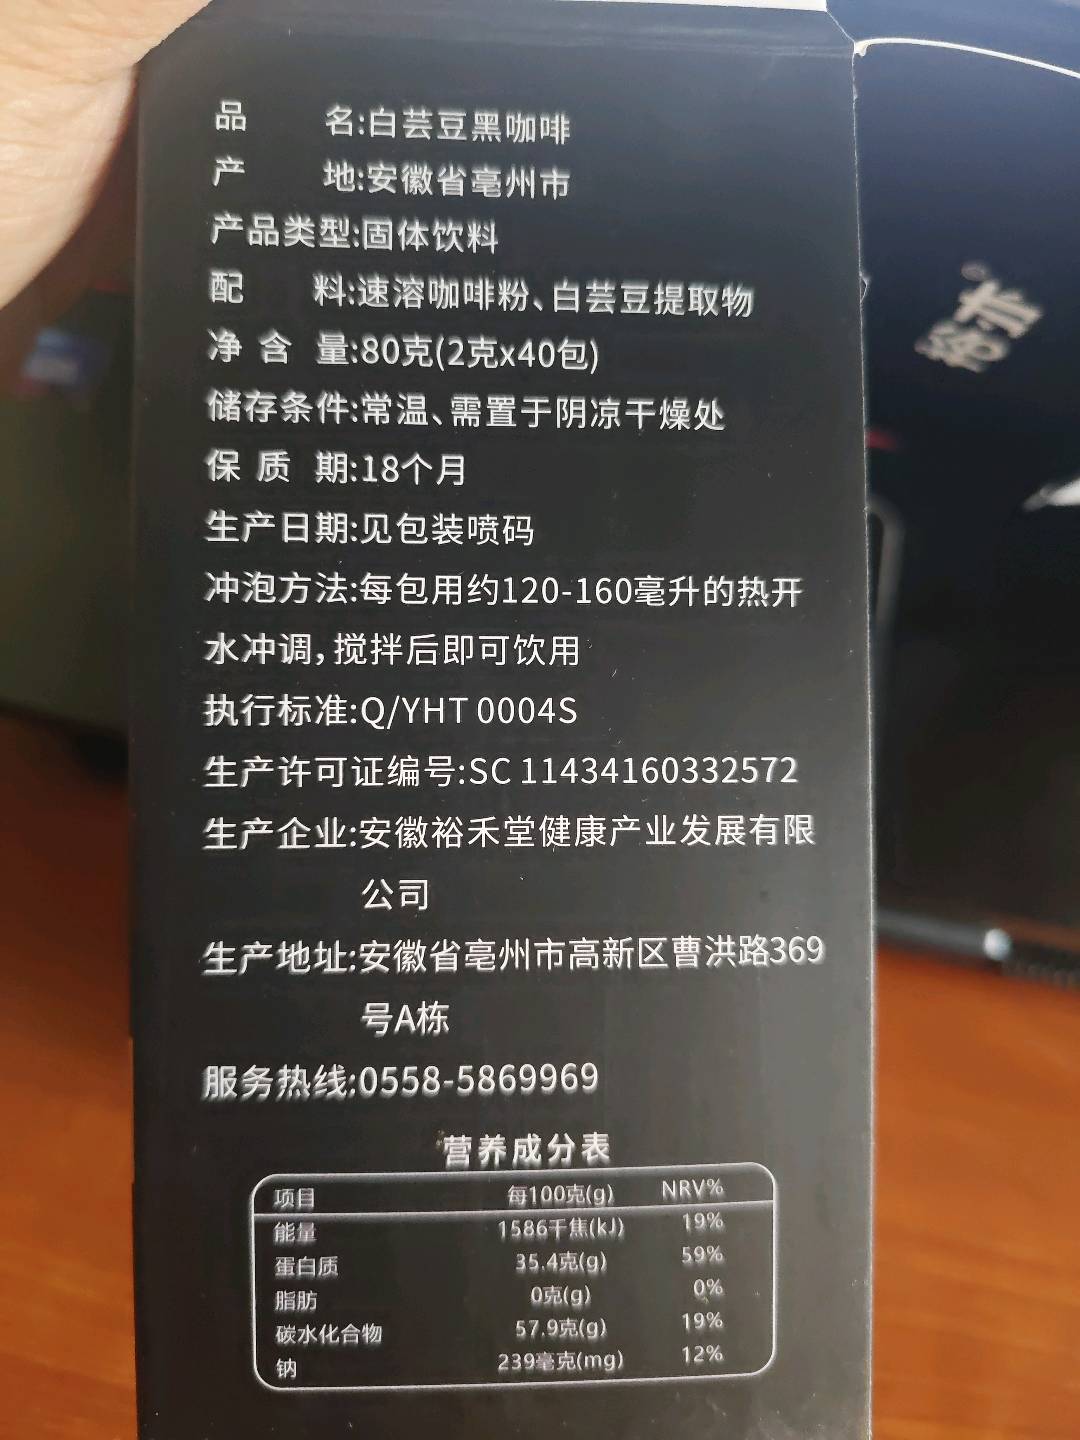 品 名:白芸豆黑咖啡
产 地:安徽省亳州市
产品类型:固体饮料
配 料:速溶咖啡粉、白芸豆提取物
净 含 量:80克(2克x40包)
储存条件:常温、需置于阴凉干燥处
保 质 期:18个月
生产日期:见包装喷码
冲泡方法:每包用约120-160毫升的热开
水冲调,搅拌后即可饮用
执行标准:Q/YHT 0004S
生产许可证编号:SC 11434160332572
生产企业:安徽裕禾堂健康产业发展有限
公司
生产地址:安徽省亳州市高新区曹洪路369
号A栋
服务热线:0558-5869969
营养成分表
项目 每100克(g) NRV%
能量 1586千焦(kJ) 19%
蛋白质 35.4克(g) 59%
脂肪 0克(g) 0%
碳水化合物 57.9克(g) 19%
钠 239毫克(mg) 12%